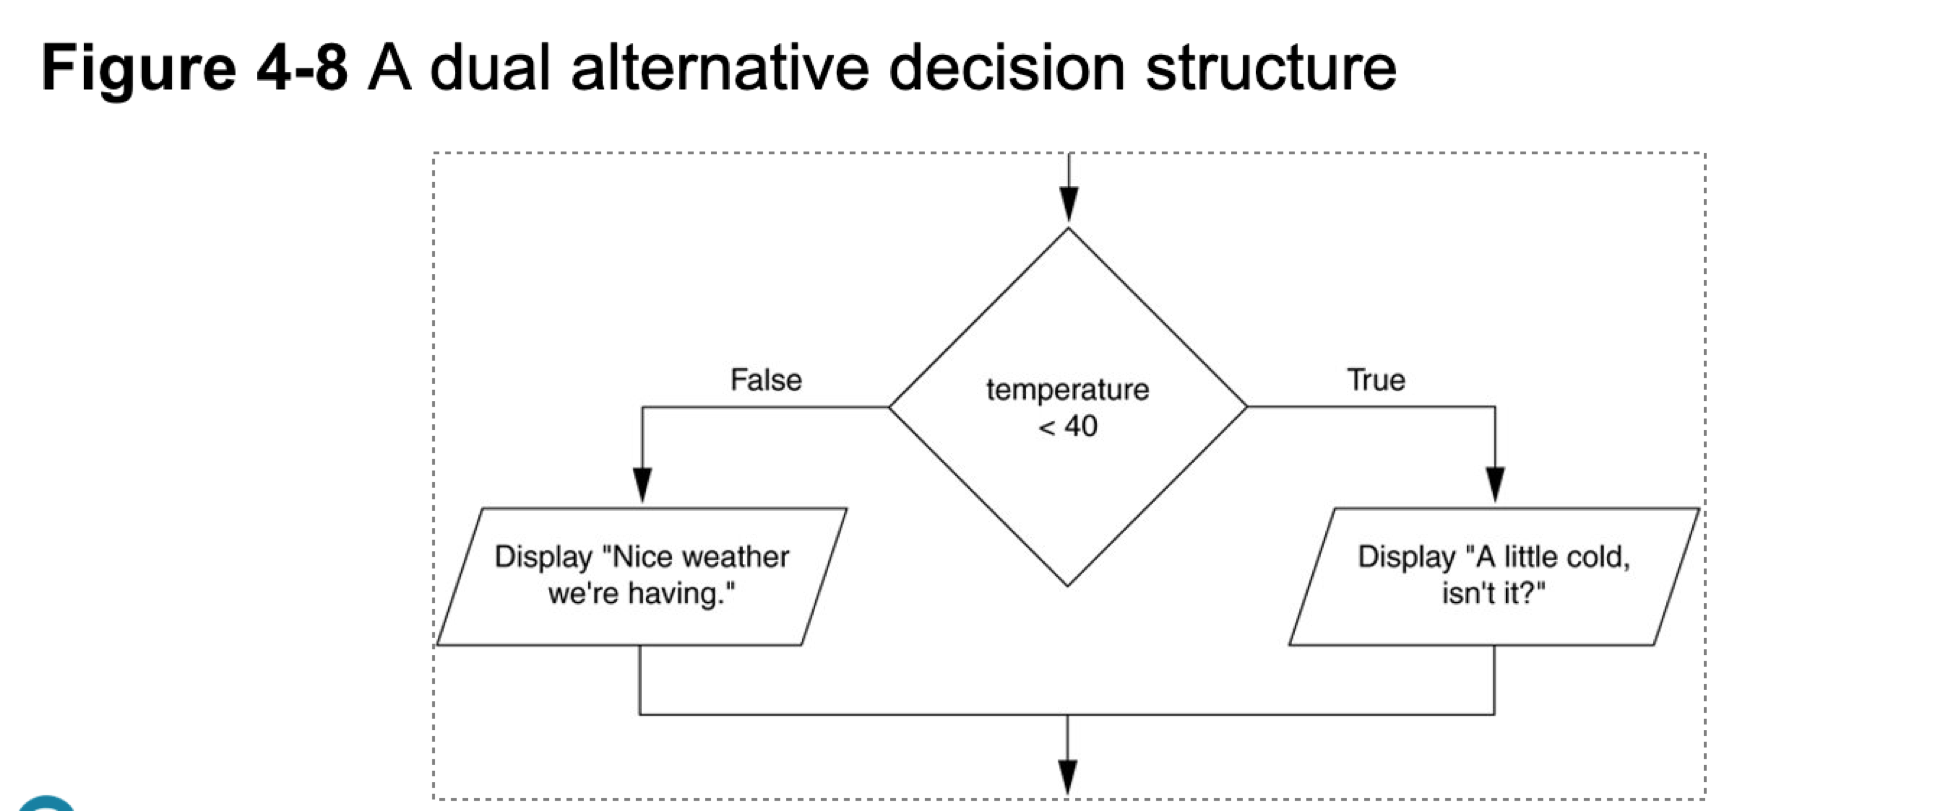 Figure 4-8 A dual alternative decision structure
False
True
temperature
< 40
Display "Nice weather
we're having."
Display "A little cold,
isn't it?"